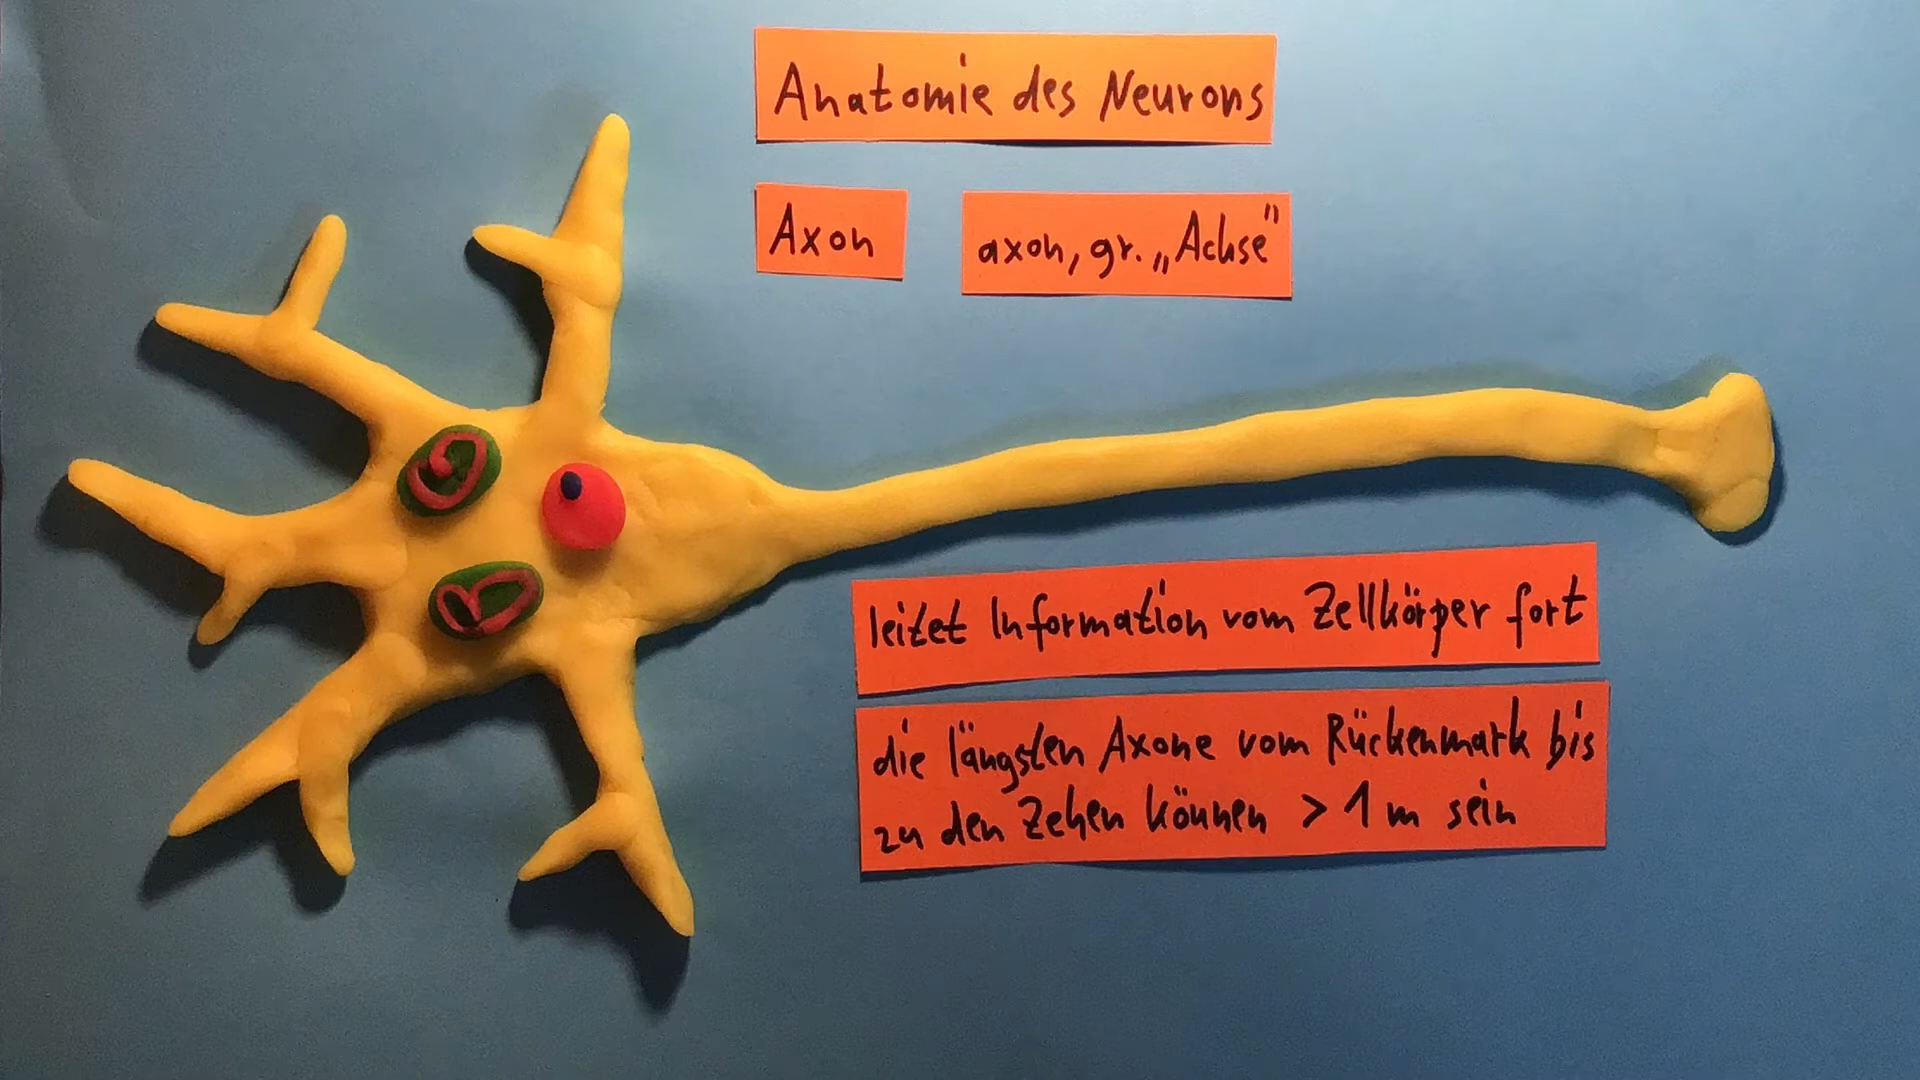 Anatomie des Neurons
Axon
axon, gr. „Achse"
leitet Information vom Zellkörper fort
die längsten Axone vom Rückenmark bis
zu den Zehen können > 1 m sein